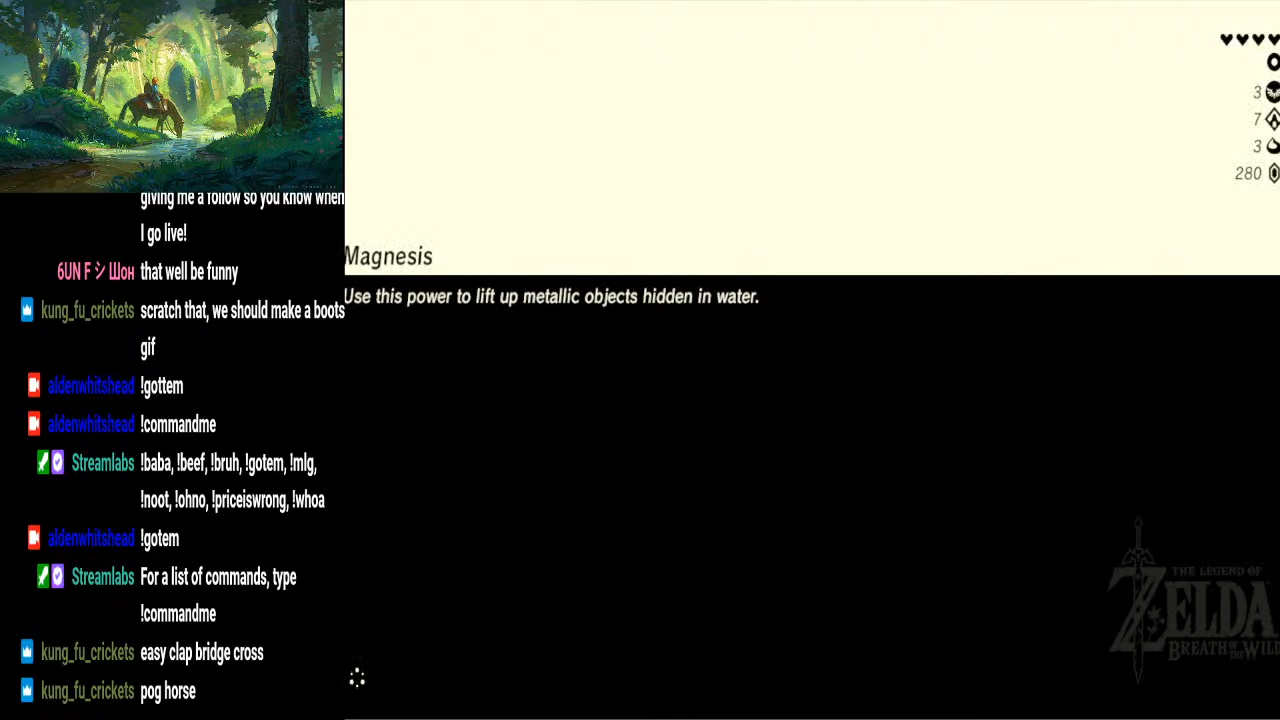 giving me a follow so you know when
I go live!
6UN F シ Шон that well be funny
kung_fu_crickets scratch that, we should make a boots
gif
aldenwhitshead !gottem
aldenwhitshead !commandme
Streamlabs !baba, !beef, !bruh, !gotem, !mlg,
!noot, !ohno, !priceiswrong, !whoa
aldenwhitshead !gotem
Streamlabs For a list of commands, type
!commandme
kung_fu_crickets easy clap bridge cross
kung_fu_crickets pog horse
3
7
3
280
Magnesis
Use this power to lift up metallic objects hidden in water.
THE LEGEND OF
ZELDA
BREATH OF THE WILD